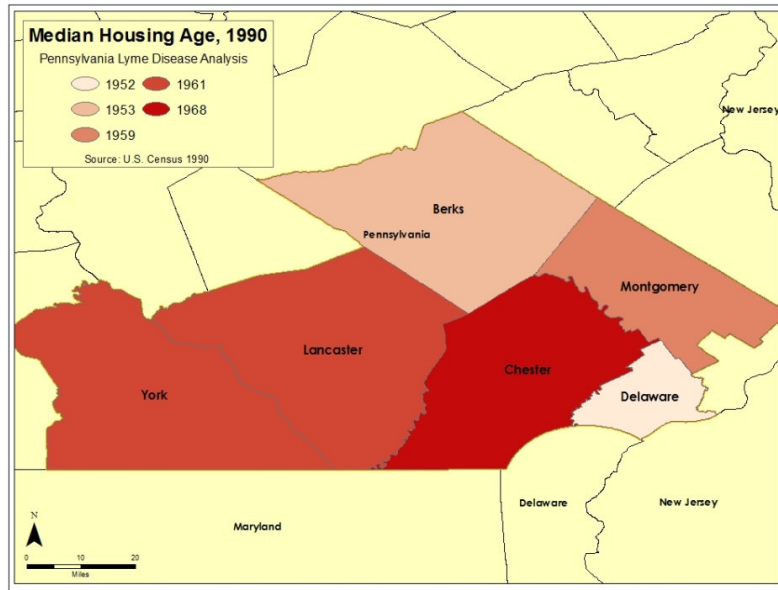 Median Housing Age, 1990
Pennsylvania Lyme Disease Analysis
1952 1961
1953 1968
1959
Source: U.S. Census 1990
New Jersey
Berks
Pennsylvania
Montgomery
Lancaster
Chester
York
Delaware
Delaware
New Jersey
Maryland
N
0 5 10 20
Miles